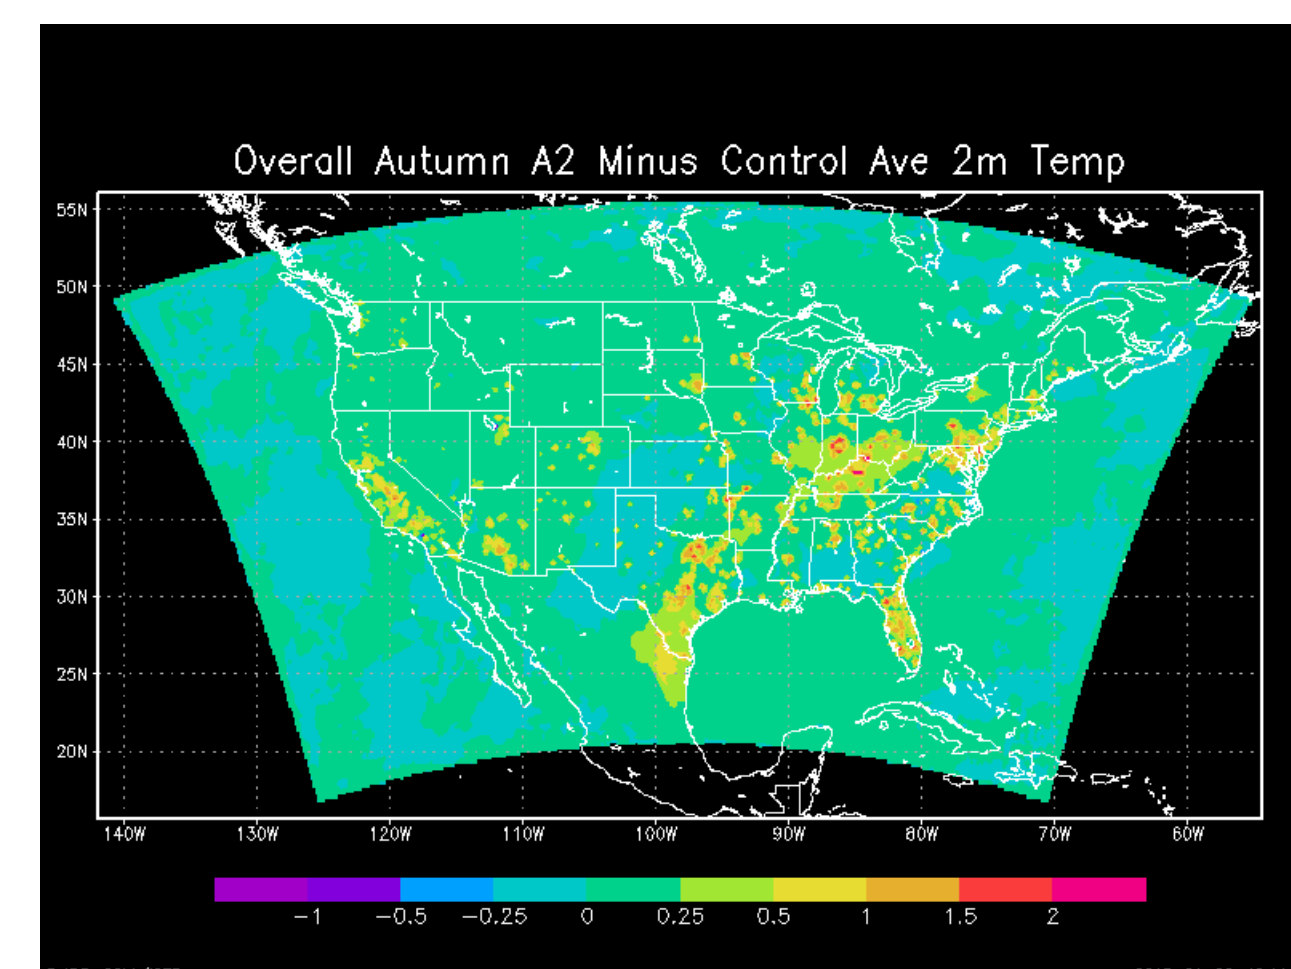 Overall Autumn A2 Minus Control Ave 2m Temp
55N
50N
45N
40N
35N
30N
25N
20N
140W 130W 120W 110W 100W 90W 80W 70W 60W
−1 −0.5 −0.25 0 0.25 0.5 1 1.5 2